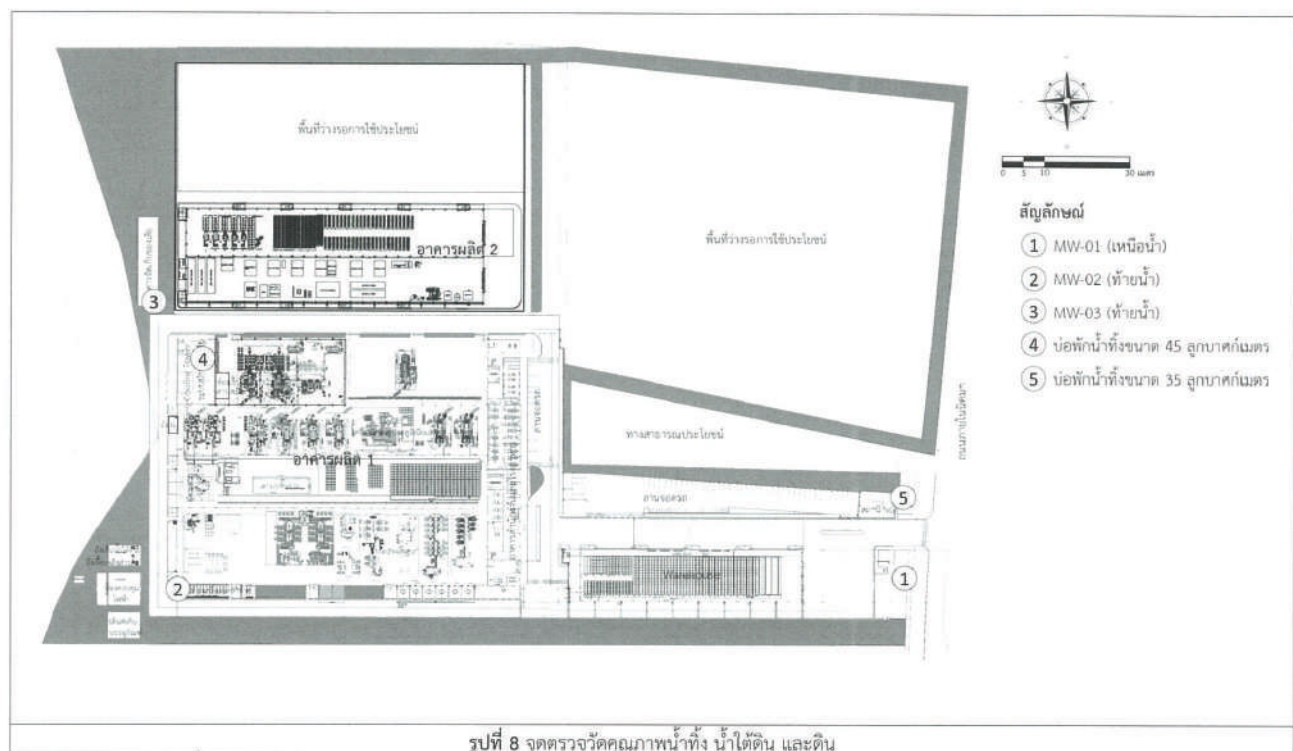 พื้นที่ว่างรอการใช้ประโยชน์
0 5 10 30 เมตร
สัญลักษณ์
① MW-01 (เหนือน้ำ)
② MW-02 (ท้ายน้ำ)
③ MW-03 (ท้ายน้ำ)
④ บ่อพักน้ำทิ้งขนาด 45 ลูกบาศก์เมตร
⑤ บ่อพักน้ำทิ้งขนาด 35 ลูกบาศก์เมตร
พื้นที่ว่างรอการใช้ประโยชน์
อาคารผลิต 2
③
④
ลานจอดรถ
ทางสาธารณประโยชน์
อาคารผลิต 1
ลานจอดรถ
⑤
Warehouse
①
②
รูปที่ 8 จุดตรวจวัดคุณภาพน้ำทิ้ง น้ำใต้ดิน และดิน